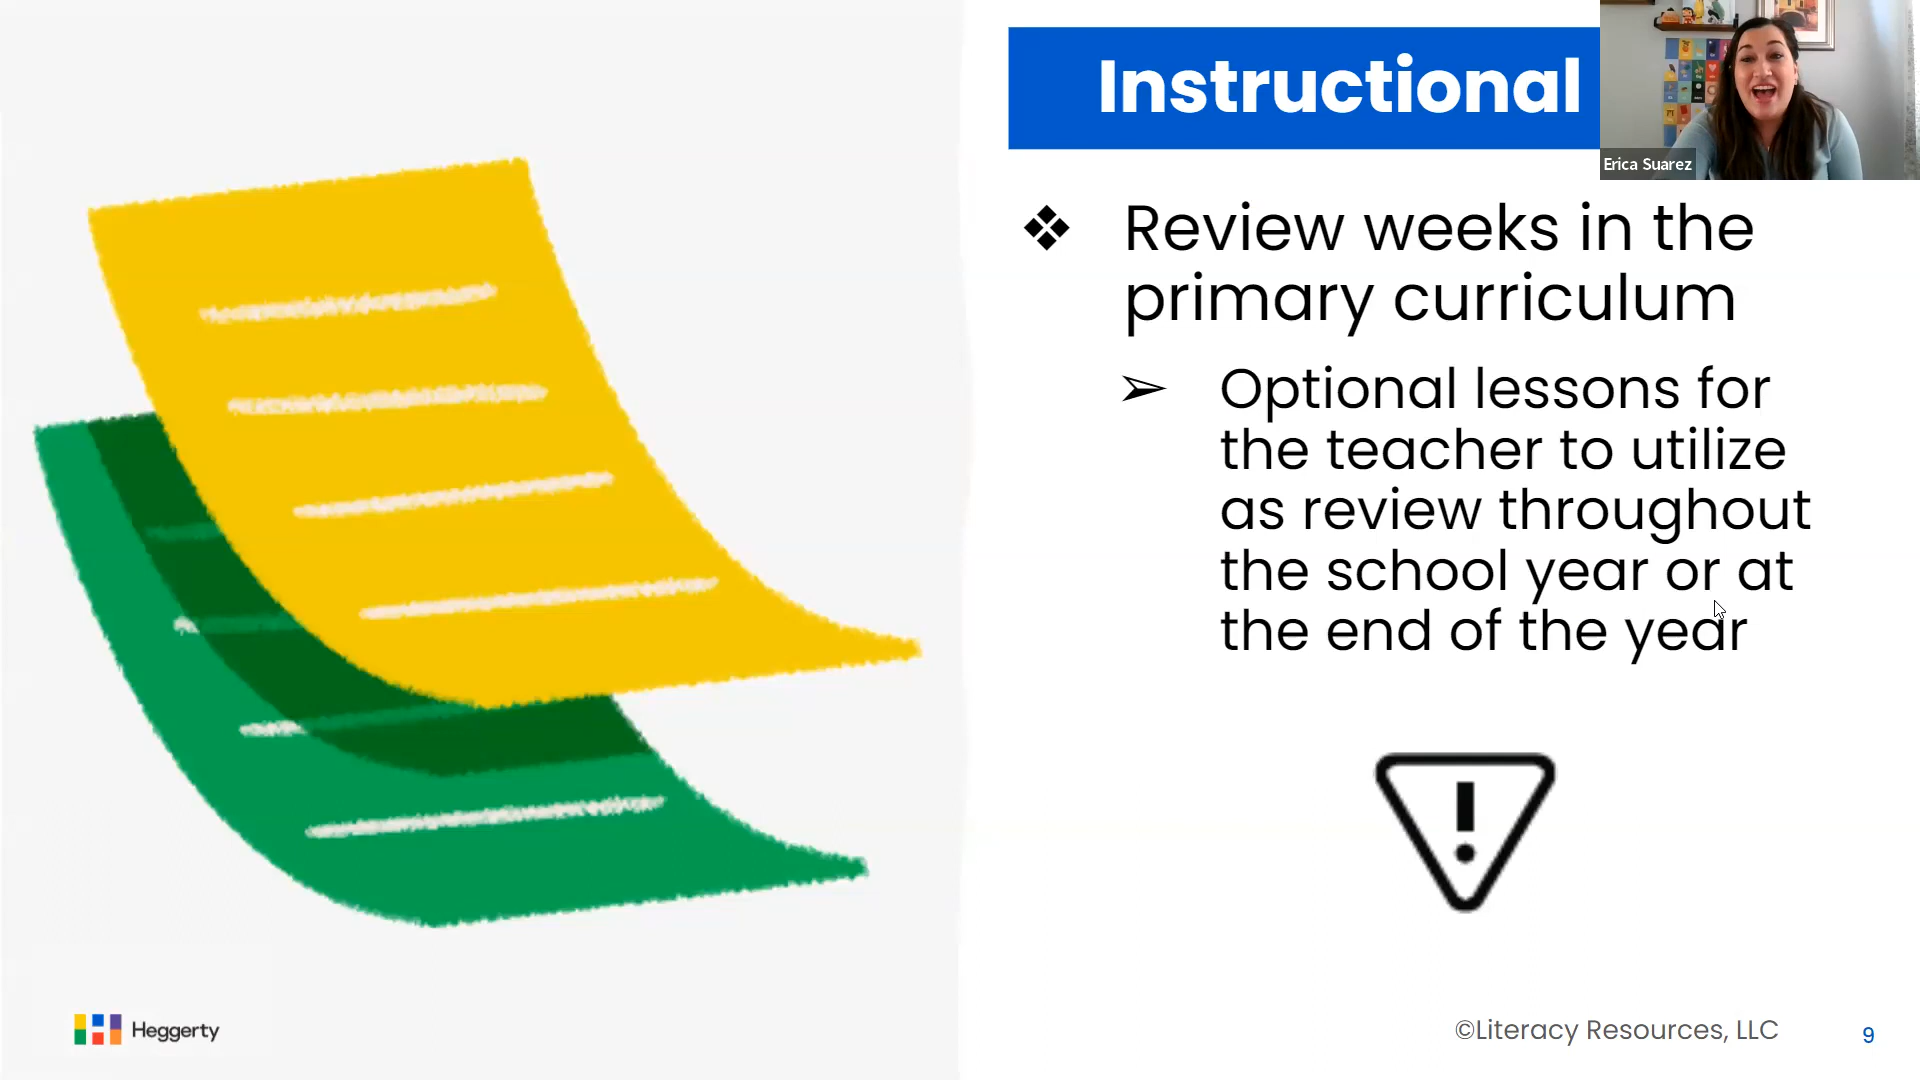 Instructional
Erica Suarez
❖ Review weeks in the
primary curriculum
➢ Optional lessons for
the teacher to utilize
as review throughout
the school year or at
the end of the year
Heggerty
©Literacy Resources, LLC
9